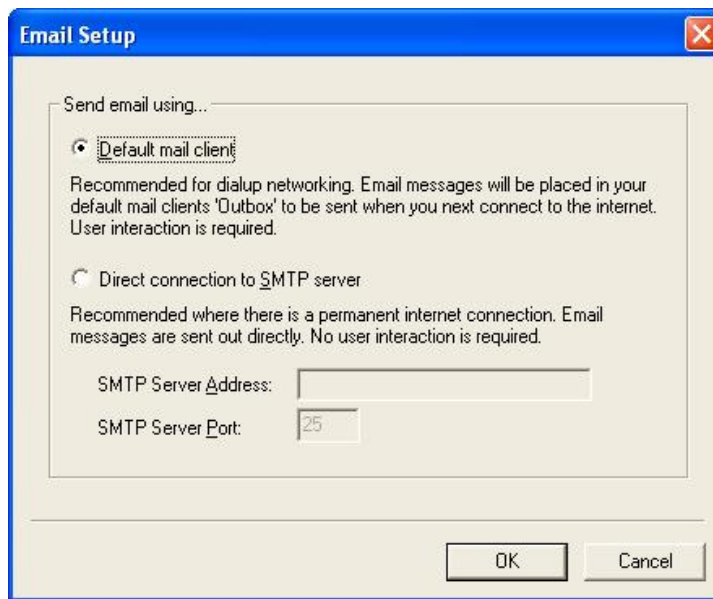 Email Setup
Send email using...
Default mail client
Recommended for dialup networking. Email messages will be placed in your
default mail clients 'Outbox' to be sent when you next connect to the internet.
User interaction is required.
Direct connection to SMTP server
Recommended where there is a permanent internet connection. Email
messages are sent out directly. No user interaction is required.
SMTP Server Address:
SMTP Server Port: 25
OK Cancel